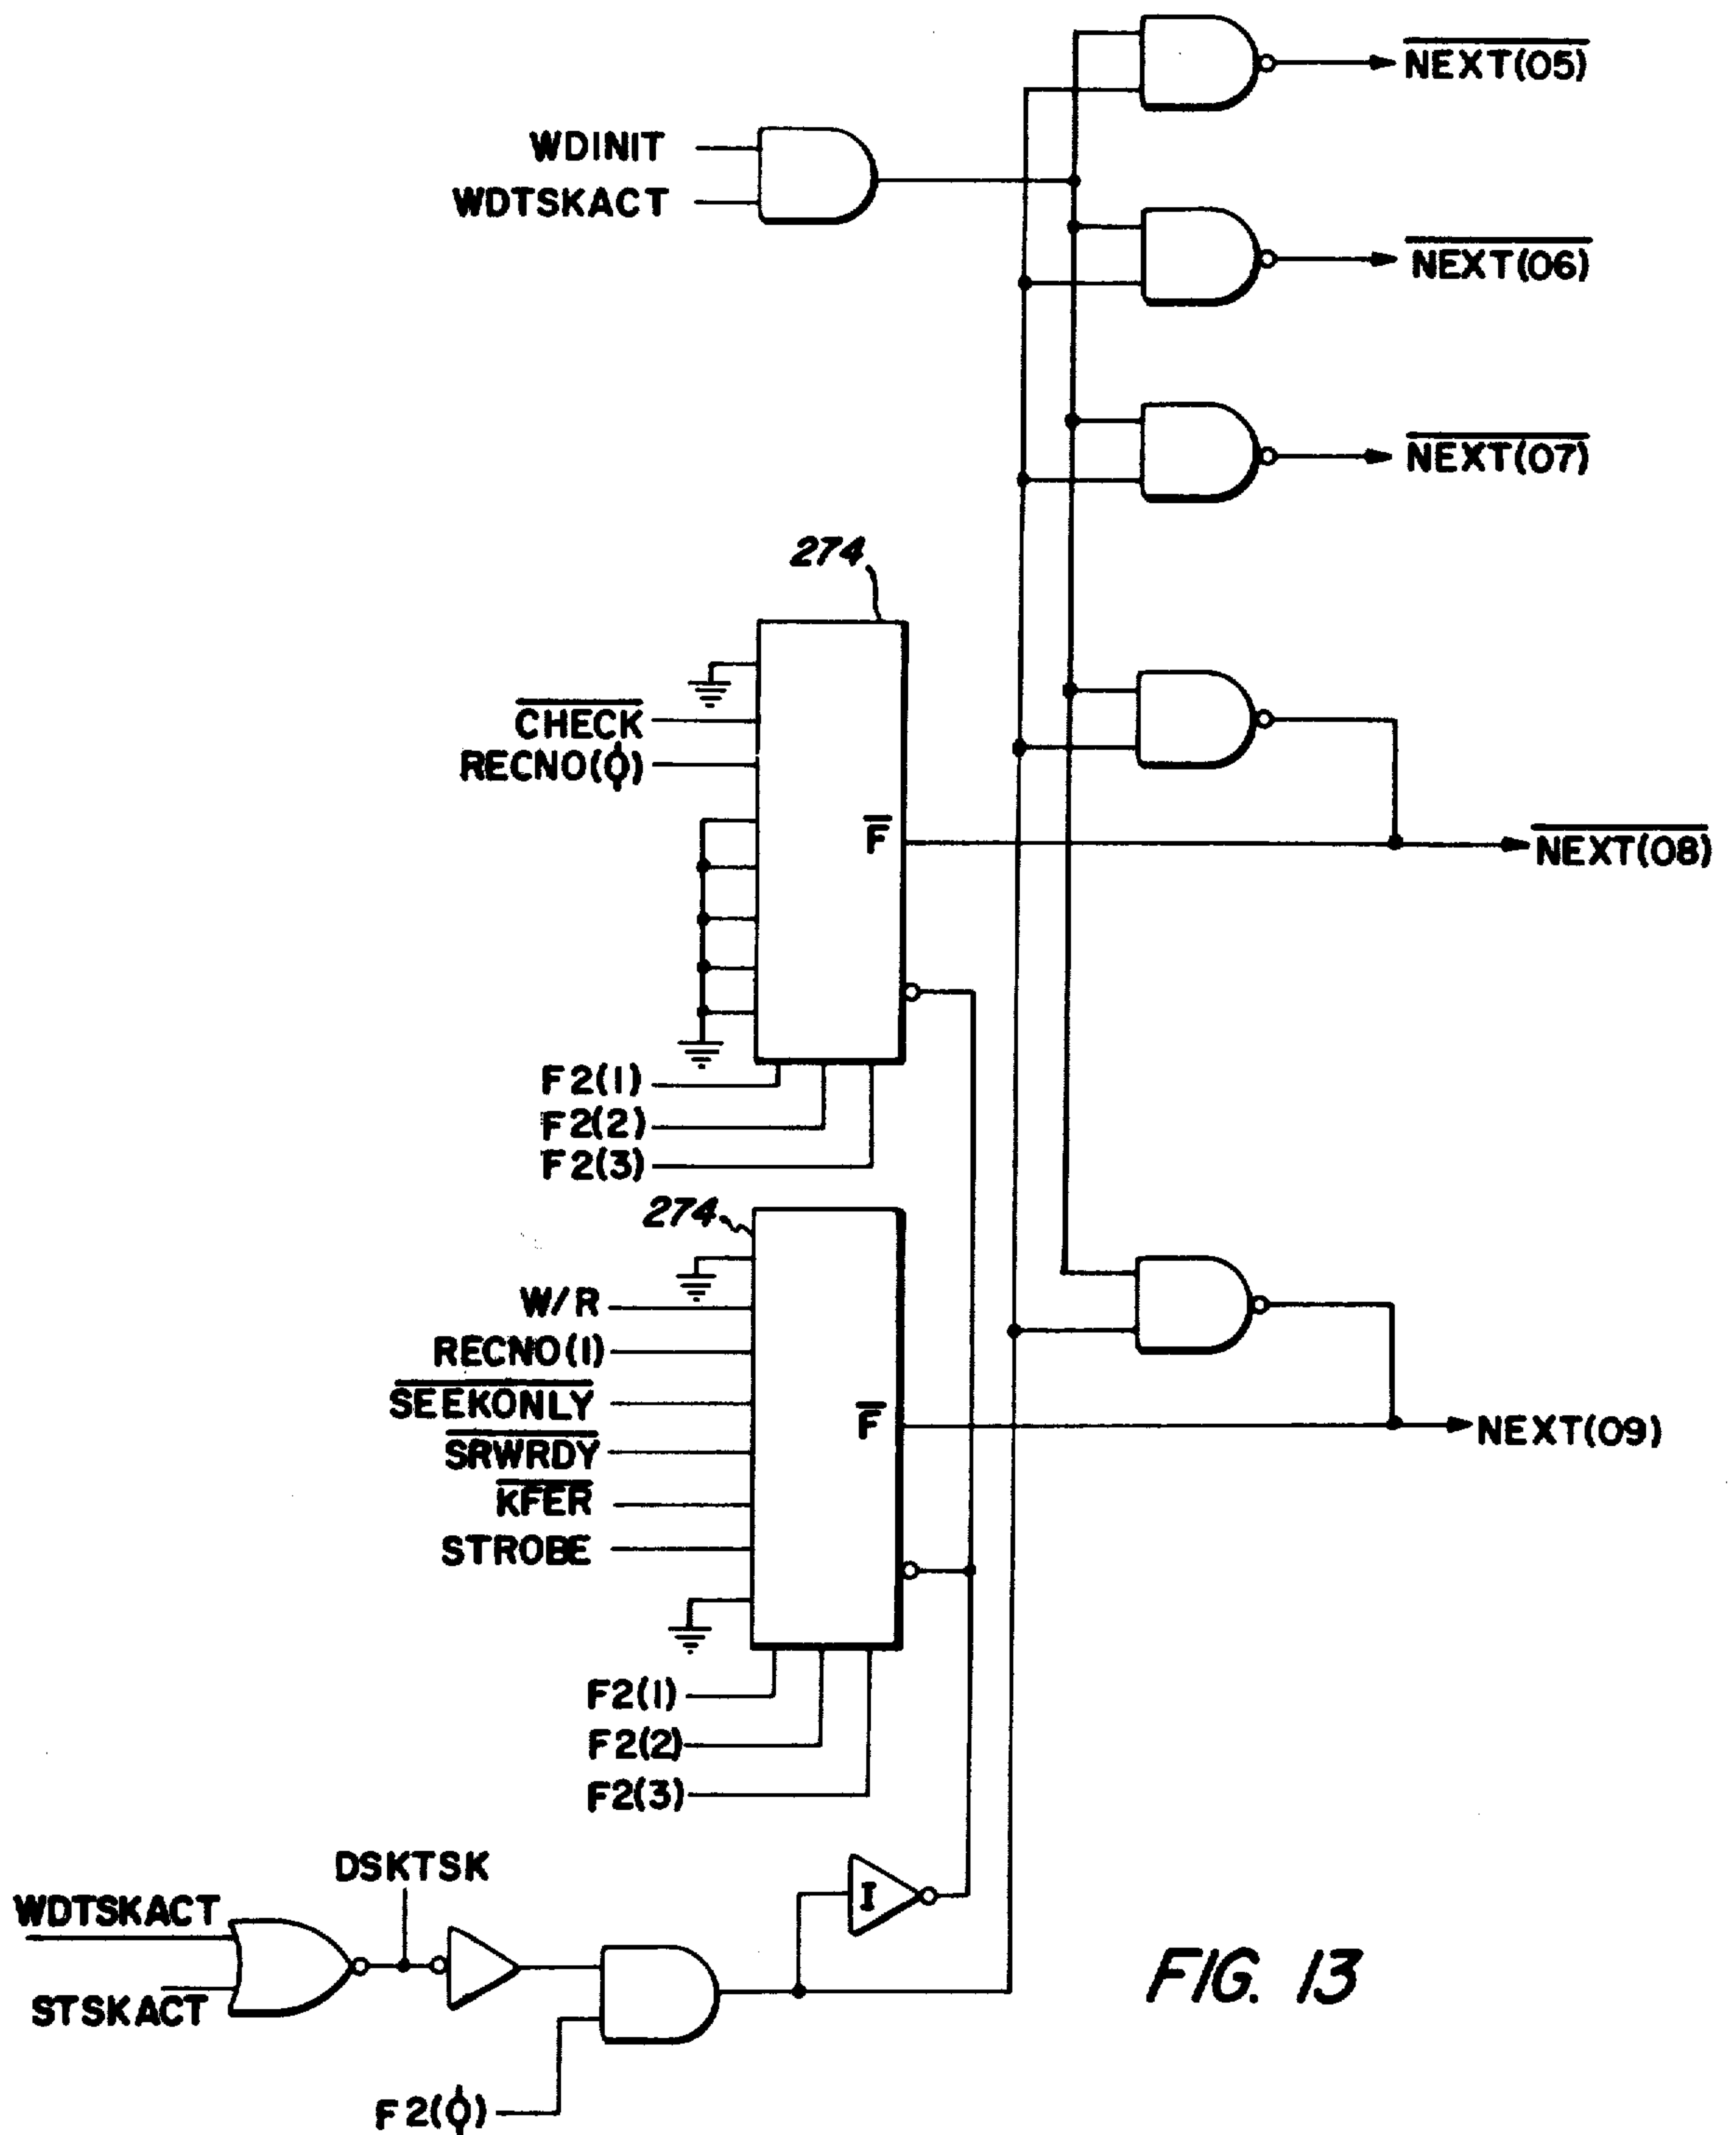 NEXT(05)
WDINIT
WDTSKACT
NEXT(06)
NEXT(07)
274
CHECK
RECNO(ϕ)
F
NEXT(08)
F2(1)
F2(2)
F2(3)
274
W/R
RECNO(1)
SEEKONLY
F
NEXT(09)
SRWRDY
KFER
STROBE
F2(1)
F2(2)
F2(3)
DSKTSK
WDTSKACT
I
STSKACT
F2(ϕ)
FIG. 13